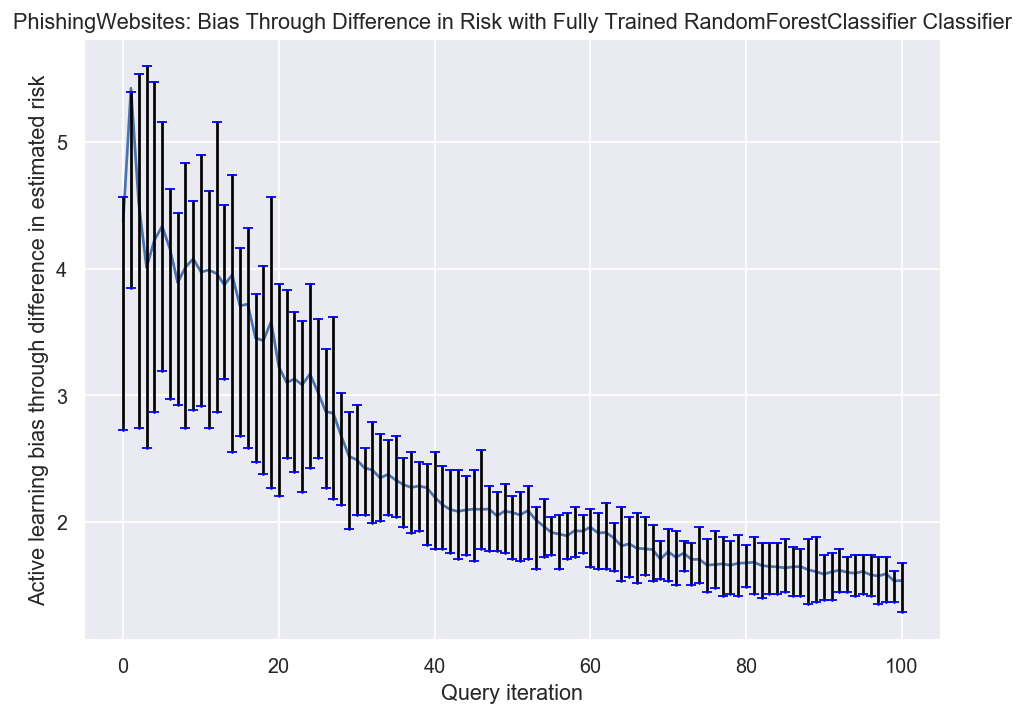 PhishingWebsites: Bias Through Difference in Risk with Fully Trained RandomForestClassifier Classifier
Active learning bias through difference in estimated risk
5
4
3
2
0 20 40 60 80 100
Query iteration